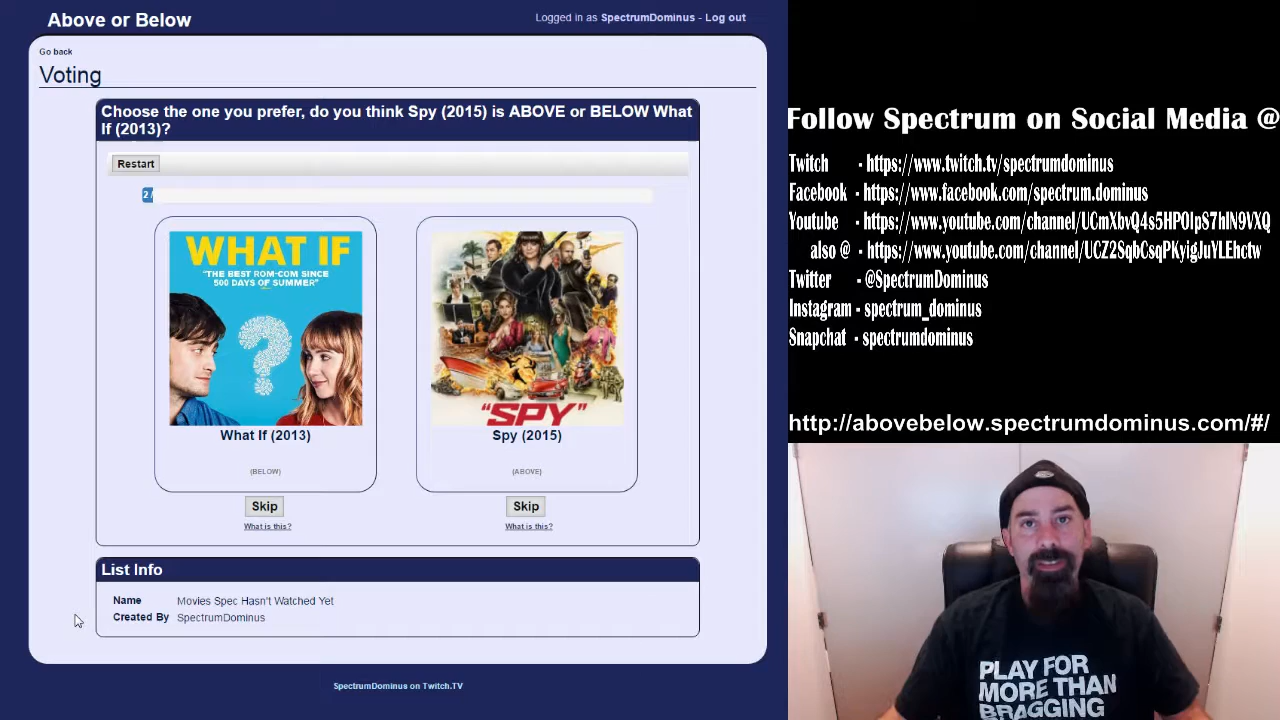 Above or Below
Logged in as SpectrumDominus - Log out
Go back
Voting
Choose the one you prefer, do you think Spy (2015) is ABOVE or BELOW What
If (2013)?
Restart
2 /
WHAT IF
"THE BEST ROM-COM SINCE
500 DAYS OF SUMMER"
What If (2013)
(BELOW)
Skip
What is this?
"SPY"
Spy (2015)
(ABOVE)
Skip
What is this?
List Info
Name Movies Spec Hasn't Watched Yet
Created By SpectrumDominus
SpectrumDominus on Twitch.TV
Follow Spectrum on Social Media @
Twitch - https://www.twitch.tv/spectrumdominus
Facebook - https://www.facebook.com/spectrum.dominus
Youtube -
also @ -
Twitter - @SpectrumDominus
Instagram - spectrum_dominus
Snapchat - spectrumdominus
http://abovebelow.spectrumdominus.com/#/
PLAY FOR
MORE THAN
BRAGGING